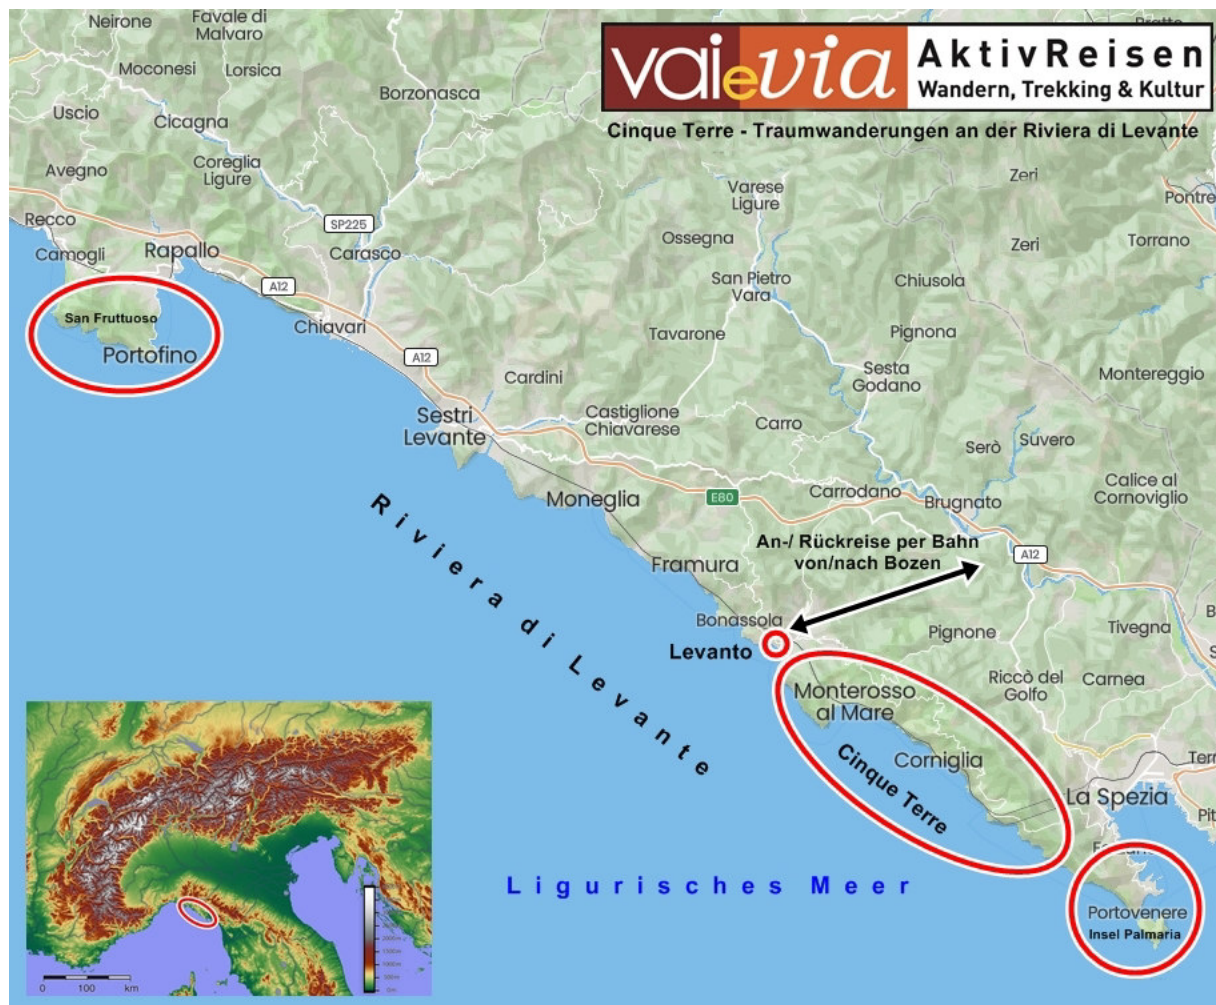 Neirone
Favale di
Malvaro
Moconesi
Lorsica
Borzonasca
Uscio
Cicagna
Avegno
Coreglia
Ligure
vai e via
AktivReisen
Wandern, Trekking & Kultur
Cinque Terre - Traumwanderungen an der Riviera di Levante
Varese
Ligure
Zeri
Pontre
Recco
SP225
Camogli
Rapallo
Carasco
Ossegna
Zeri
Torrano
A12
San Pietro
Vara
Chiusola
San Fruttuoso
Portofino
Chiavari
A12
Tavarone
Pignona
Cardini
Sesta
Godano
Montereggio
Sestri
Levante
Castiglione
Chiavarese
Carro
Serò
Suvero
Moneglia
E80
Carrodano
Brugnato
Calice al
Cornoviglio
Riviera di Levante
An-/ Rückreise per Bahn
von/nach Bozen
A12
Framura
Bonassola
Levanto
Pignone
Tivegna
Monterosso
al Mare
Riccò del
Golfo
Carnea
Corniglia
Cinque Terre
La Spezia
Terr
Pit
Ligurisches Meer
Portovenere
Insel Palmaria
0 100 km